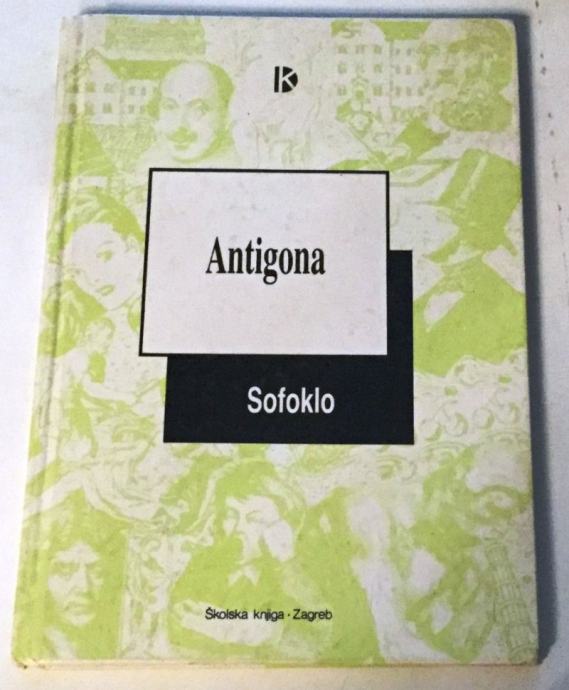 K
Antigona
Sofoklo
Školska knjiga · Zagreb